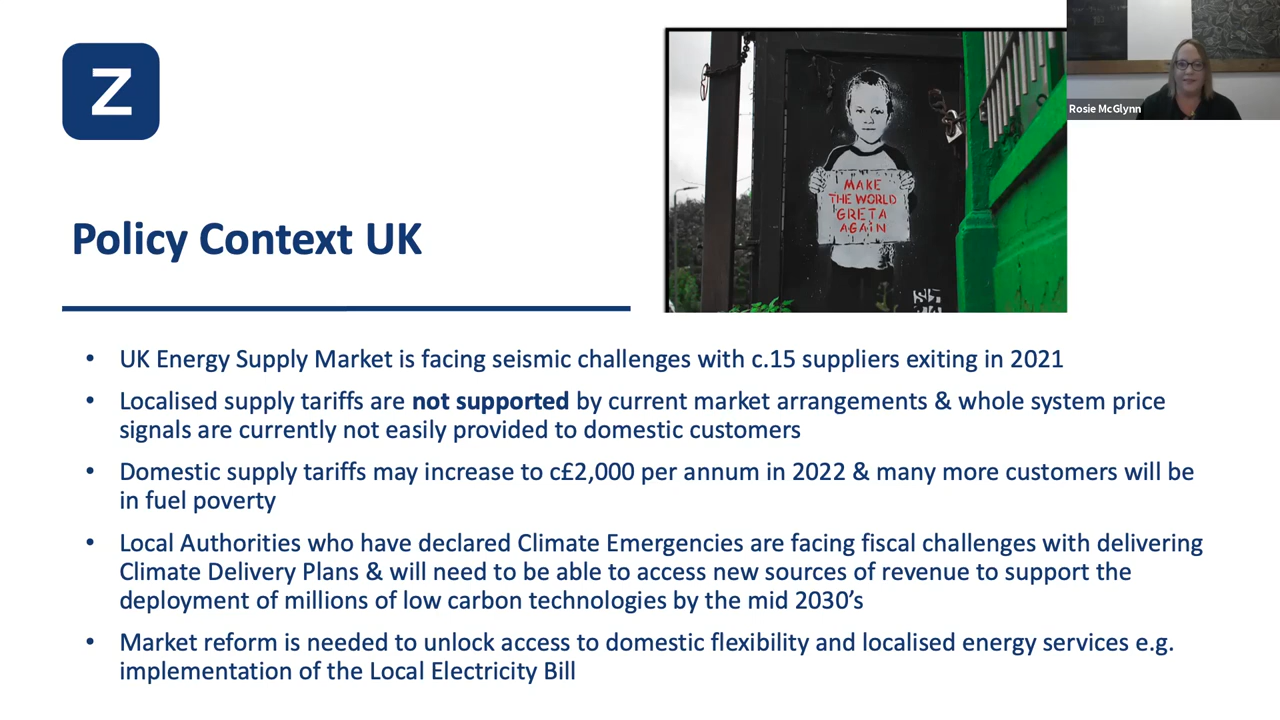 Z
Rosie McGlynn
MAKE
THE WORLD
GRETA
AGAIN
Policy Context UK
• UK Energy Supply Market is facing seismic challenges with c.15 suppliers exiting in 2021
• Localised supply tariffs are not supported by current market arrangements & whole system price
signals are currently not easily provided to domestic customers
• Domestic supply tariffs may increase to c£2,000 per annum in 2022 & many more customers will be
in fuel poverty
• Local Authorities who have declared Climate Emergencies are facing fiscal challenges with delivering
Climate Delivery Plans & will need to be able to access new sources of revenue to support the
deployment of millions of low carbon technologies by the mid 2030's
• Market reform is needed to unlock access to domestic flexibility and localised energy services e.g.
implementation of the Local Electricity Bill